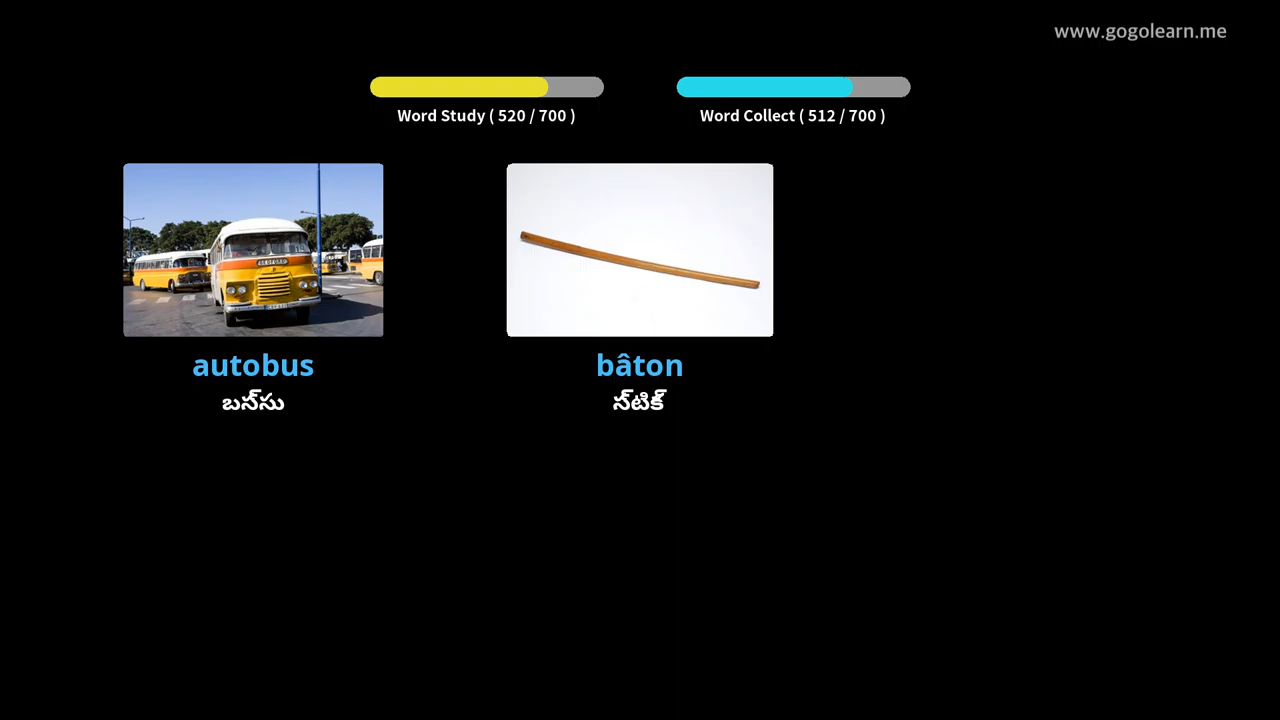 www.gogolearn.me
Word Study ( 520 / 700 )
Word Collect ( 512 / 700 )
autobus
బస్సు
bâton
స్టిక్